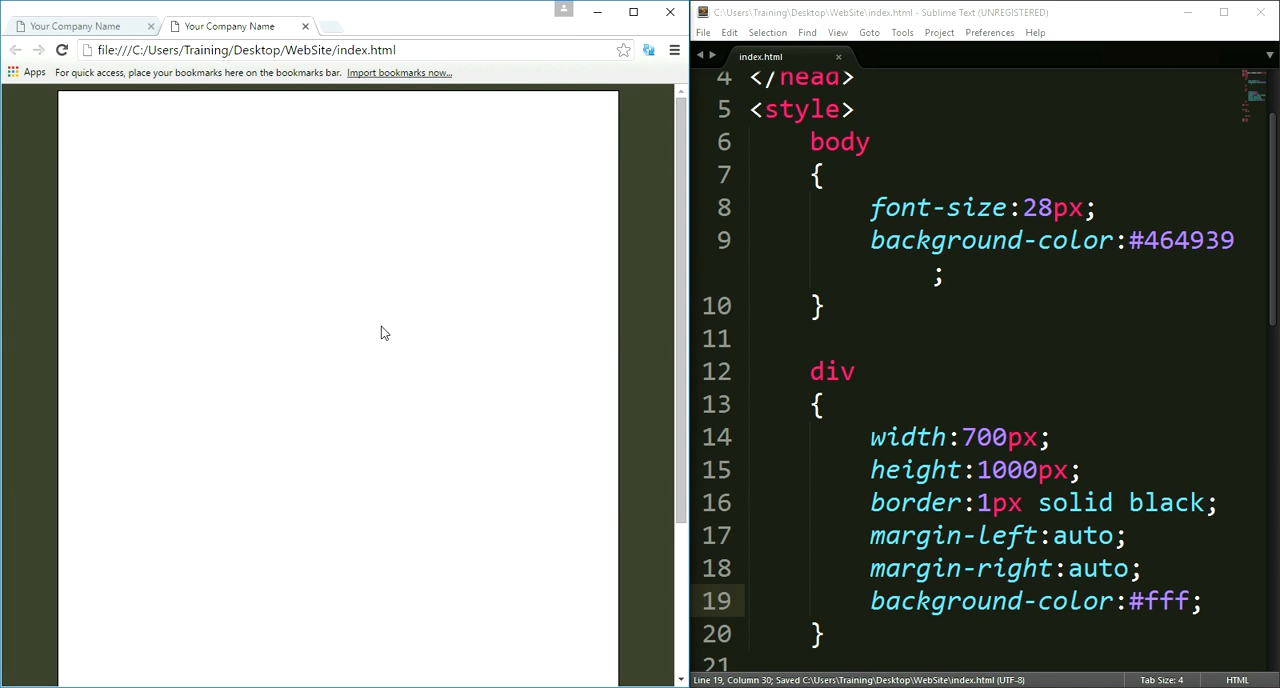 Your Company Name
Your Company Name
file:///C:/Users/Training/Desktop/WebSite/index.html
Apps
For quick access, place your bookmarks here on the bookmarks bar. Import bookmarks now...
C:\Users\Training\Desktop\WebSite\index.html - Sublime Text (UNREGISTERED)
File Edit Selection Find View Goto Tools Project Preferences Help
index.html
4 </head>
5 <style>
6 body
7 {
8 font-size:28px;
9 background-color:#464939
;
10 }
11
12 div
13 {
14 width:700px;
15 height:1000px;
16 border:1px solid black;
17 margin-left:auto;
18 margin-right:auto;
19 background-color:#fff;
20 }
21
Line 19, Column 30; Saved C:\Users\Training\Desktop\WebSite\index.html (UTF-8)
Tab Size: 4
HTML